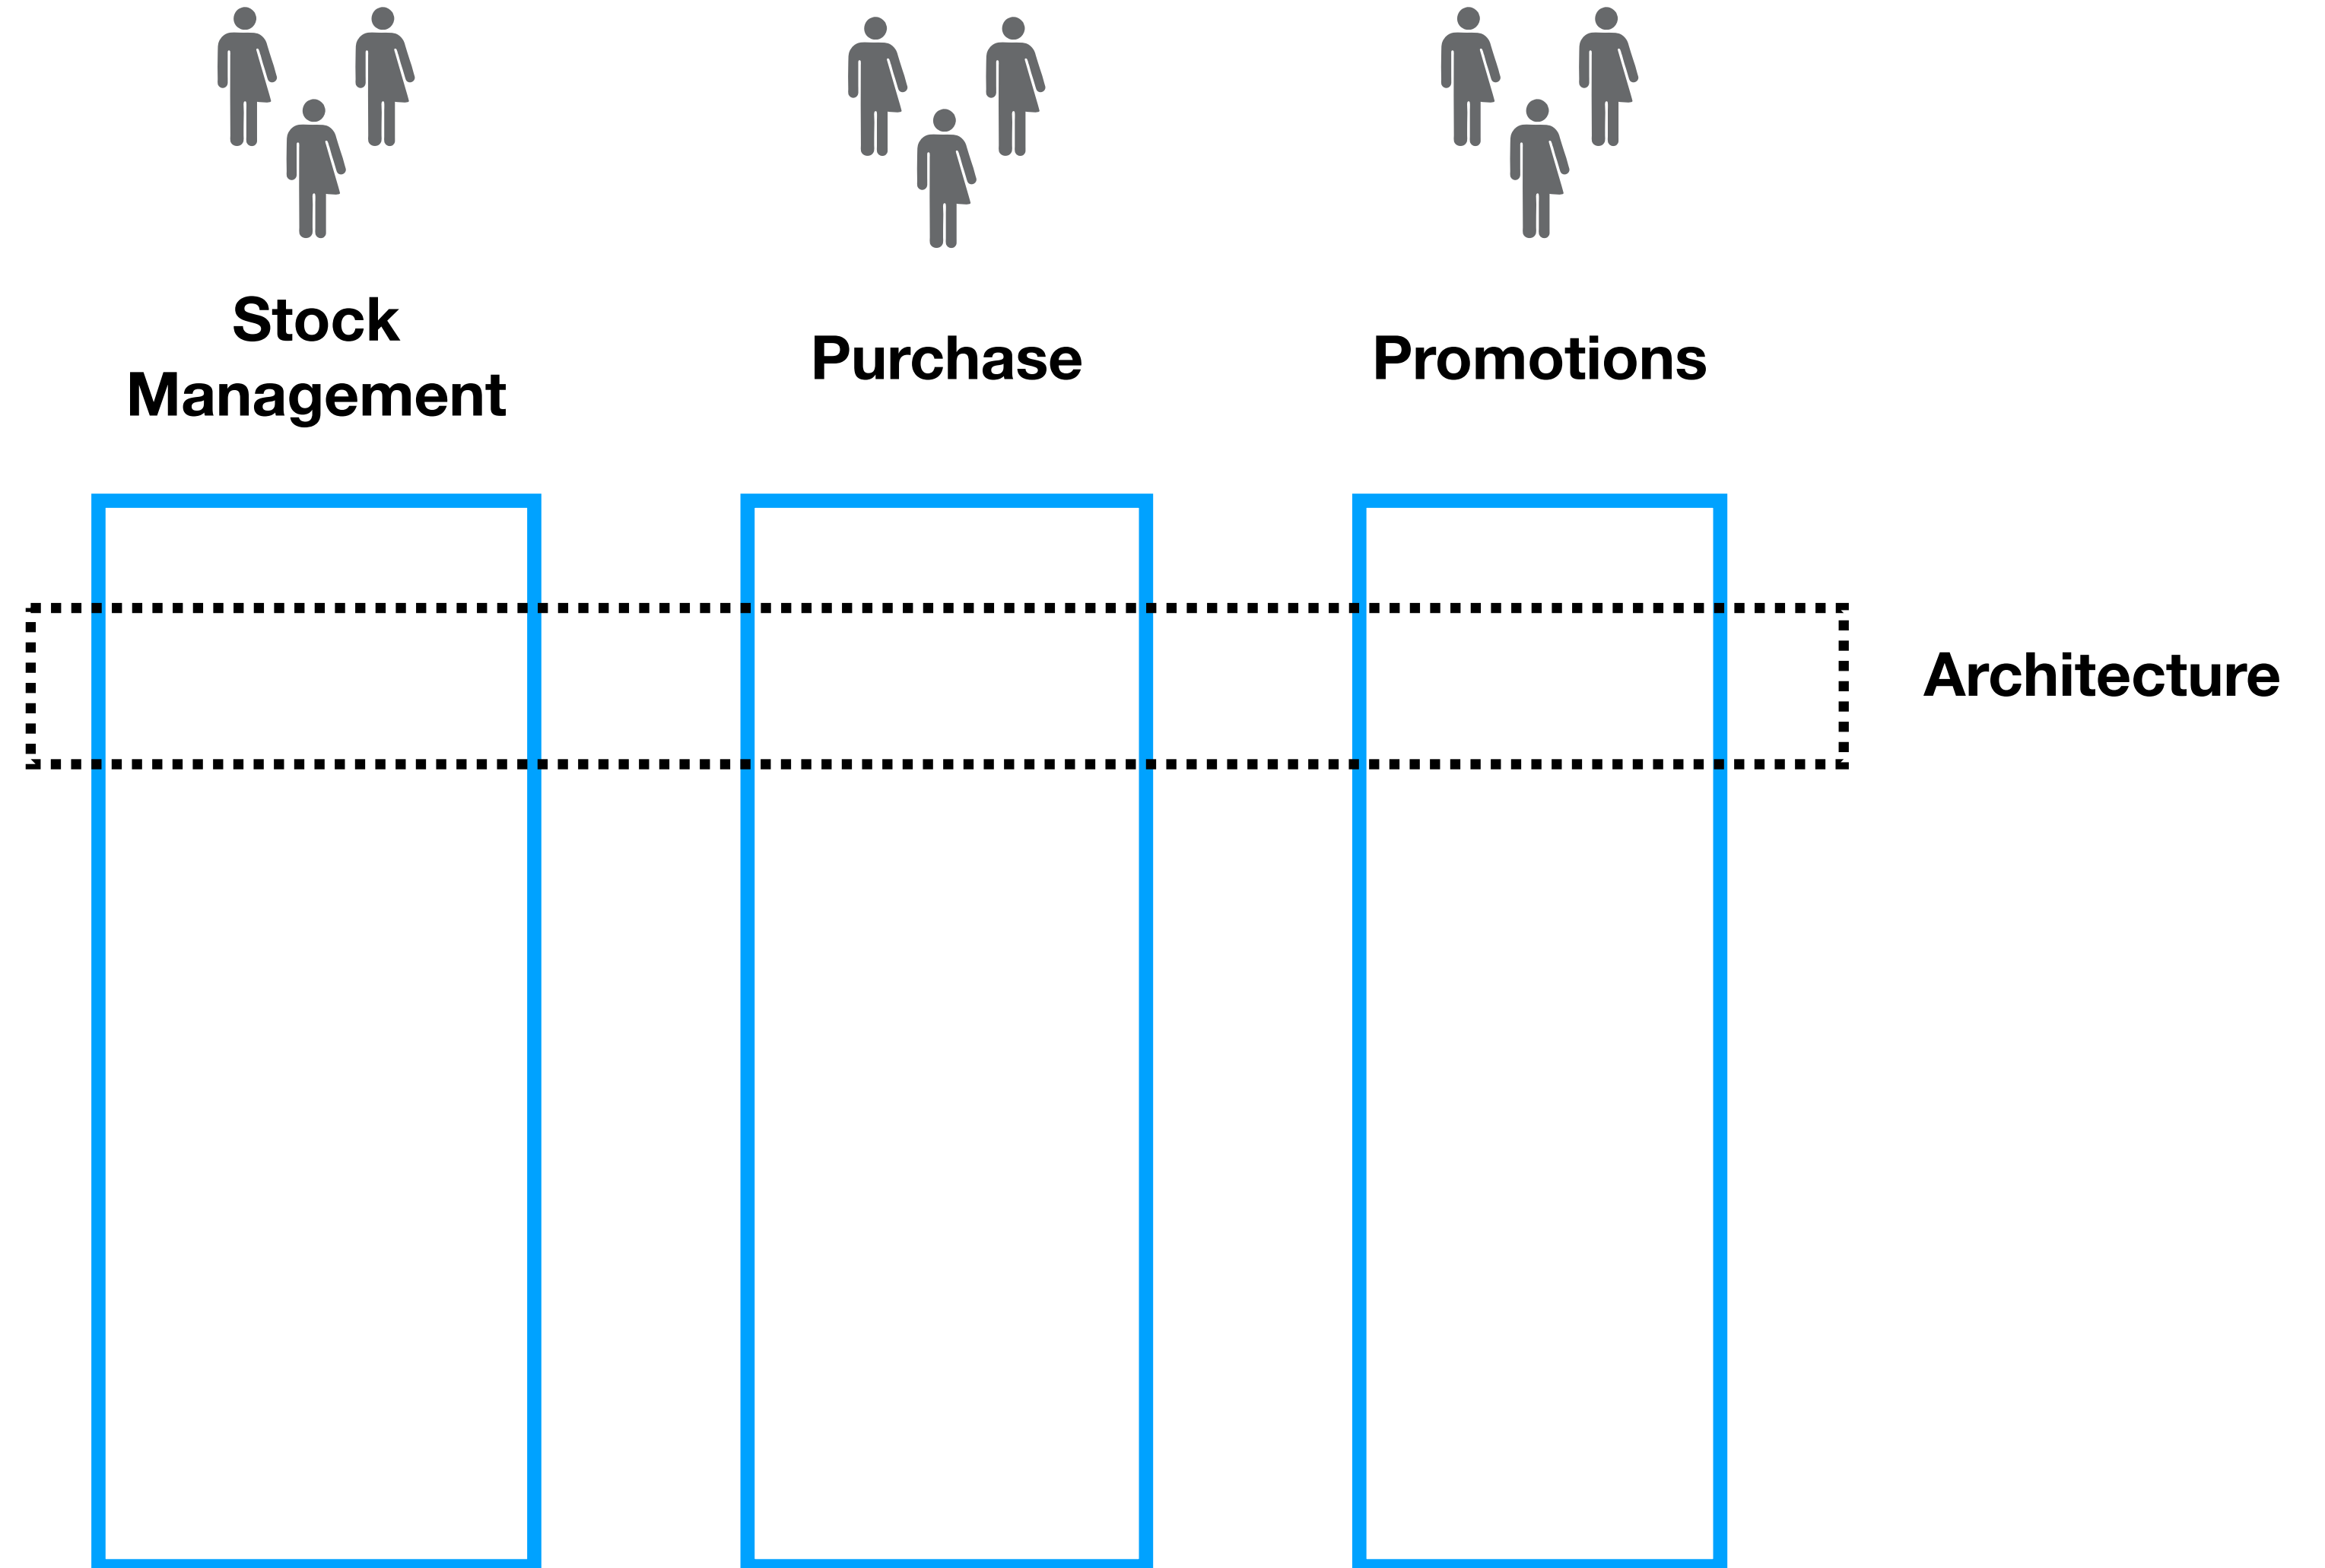 Stock
Management
Purchase
Promotions
Architecture